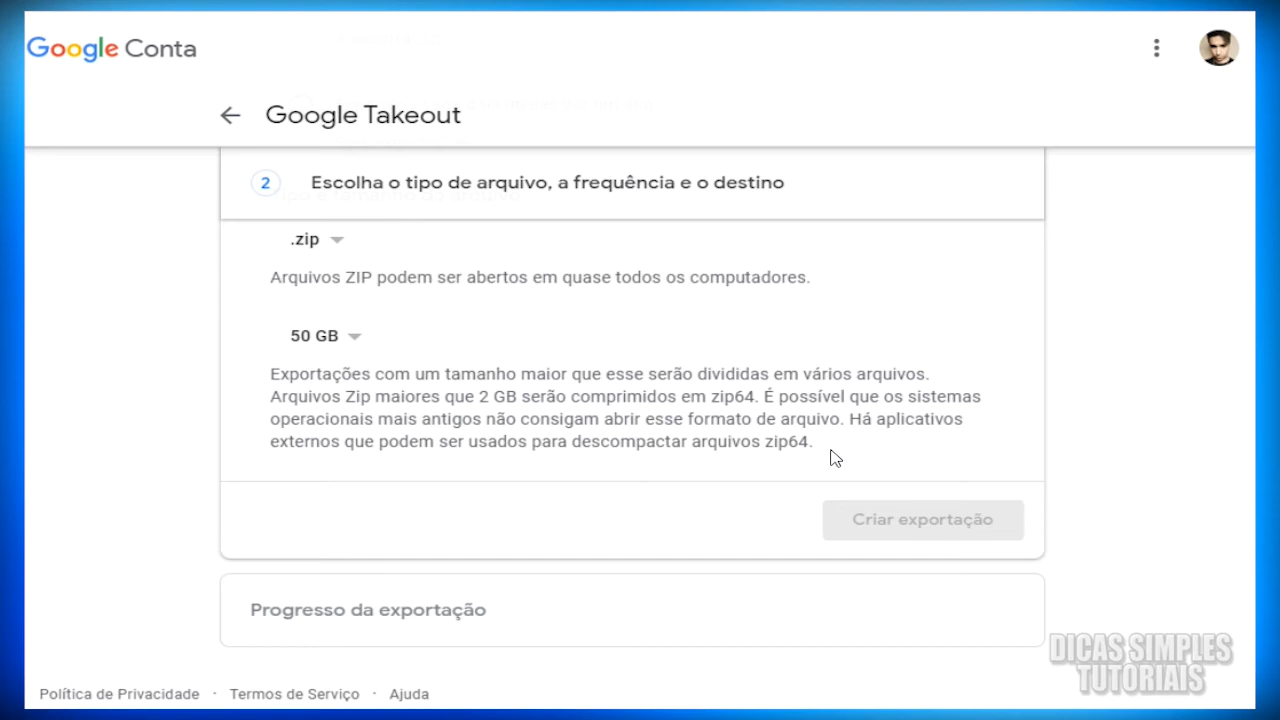 Google Conta
Google Takeout
2
Escolha o tipo de arquivo, a frequência e o destino
.zip
Arquivos ZIP podem ser abertos em quase todos os computadores.
50 GB
Exportações com um tamanho maior que esse serão divididas em vários arquivos.
Arquivos Zip maiores que 2 GB serão comprimidos em zip64. É possível que os sistemas
operacionais mais antigos não consigam abrir esse formato de arquivo. Há aplicativos
externos que podem ser usados para descompactar arquivos zip64.
Criar exportação
Progresso da exportação
DICAS SIMPLES
TUTORIAIS
Política de Privacidade · Termos de Serviço · Ajuda